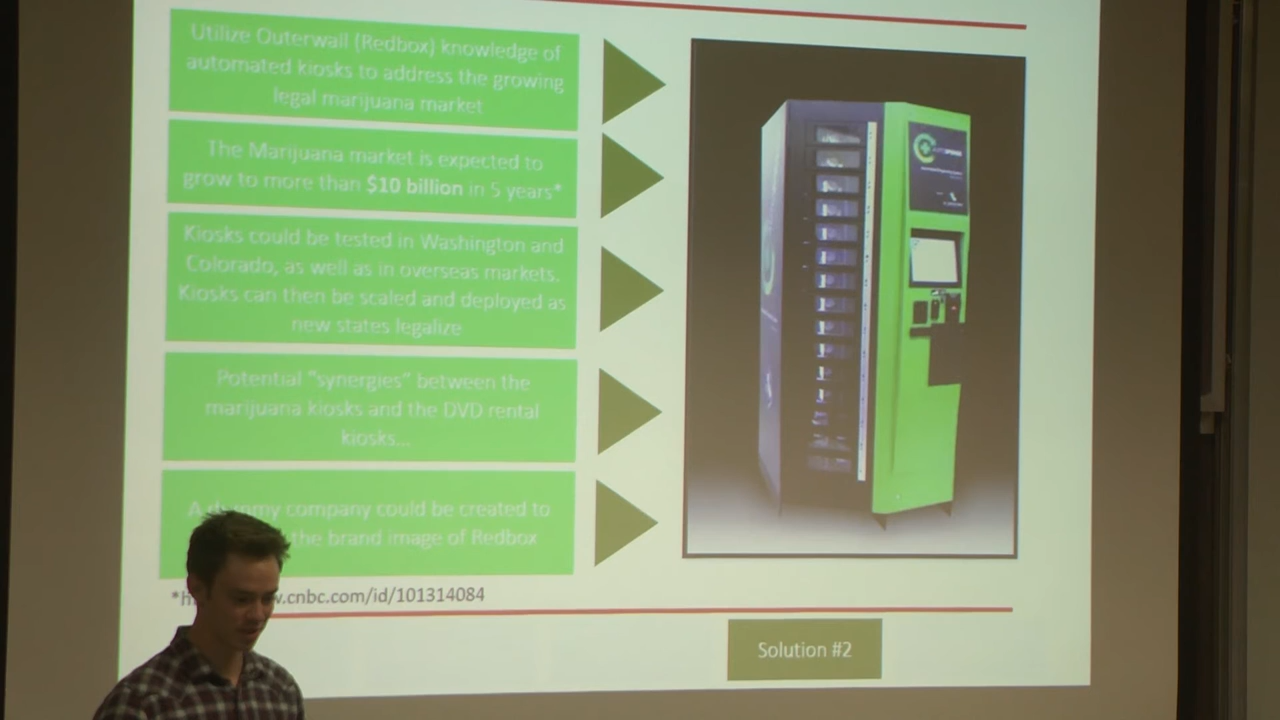 Utilize Outerwall (Redbox) knowledge of
automated kiosks to address the growing
legal marijuana market
The Marijuana market is expected to
grow to more than $10 billion in 5 years*
Kiosks could be tested in Washington and
Colorado, as well as in overseas markets.
Kiosks can then be scaled and deployed as
new states legalize
Potential "synergies" between the
marijuana kiosks and the DVD rental
kiosks...
A dummy company could be created to
the brand image of Redbox
.cnbc.com/id/101314084
Solution #2